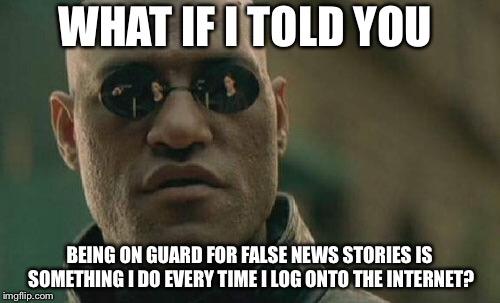 WHAT IF I TOLD YOU
BEING ON GUARD FOR FALSE NEWS STORIES IS
SOMETHING I DO EVERY TIME I LOG ONTO THE INTERNET?
imgflip.com